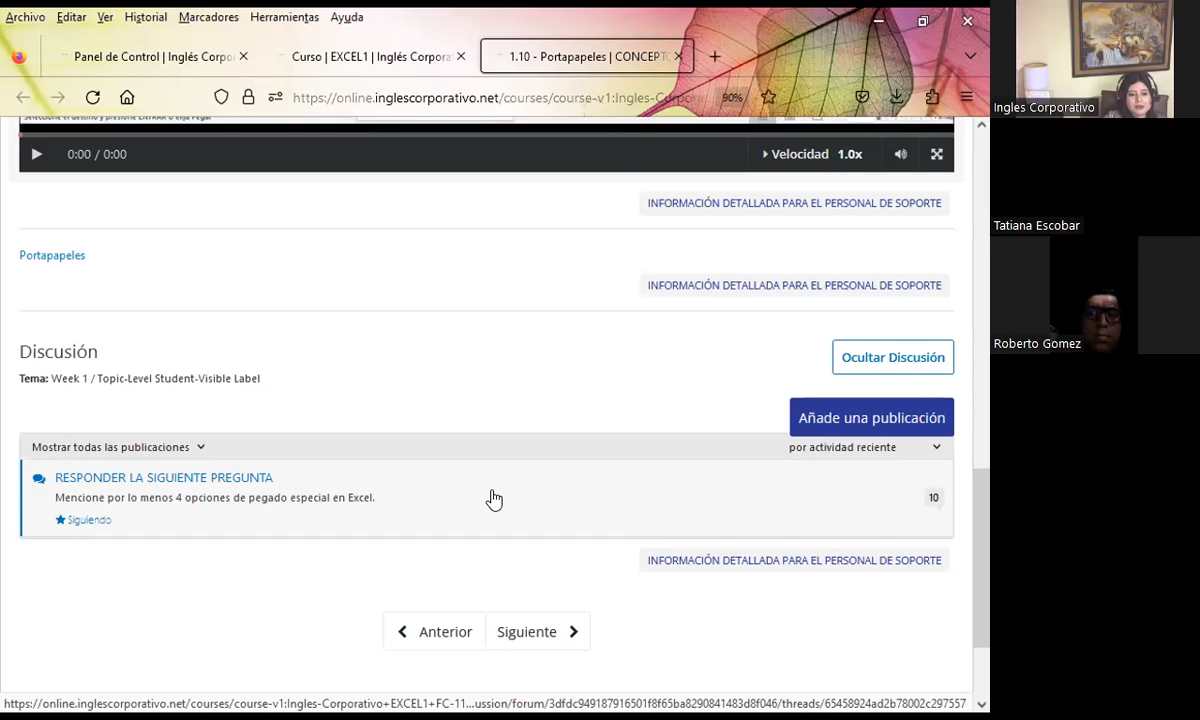 Archivo Editar Ver Historial Marcadores Herramientas Ayuda
Panel de Control | Inglés Corpo
Curso | EXCEL1 | Inglés Corpora
1.10 - Portapapeles | CONCEPT
https://online.inglescorporativo.net/courses/course-v1:Ingles-Corpo
90%
0:00 / 0:00
Velocidad 1.0x
INFORMACIÓN DETALLADA PARA EL PERSONAL DE SOPORTE
Portapapeles
INFORMACIÓN DETALLADA PARA EL PERSONAL DE SOPORTE
Discusión
Ocultar Discusión
Tema: Week 1 / Topic-Level Student-Visible Label
Añade una publicación
Mostrar todas las publicaciones
por actividad reciente
RESPONDER LA SIGUIENTE PREGUNTA
Mencione por lo menos 4 opciones de pegado especial en Excel.
10
Siguiendo
INFORMACIÓN DETALLADA PARA EL PERSONAL DE SOPORTE
Anterior
Siguiente
https://online.inglescorporativo.net/courses/course-v1:Ingles-Corporativo+EXCEL1+FC-11...ussion/forum/3dfdc949187916501f8f65ba8290841483d8f046/threads/65458924ad2b78002c297557
Ingles Corporativo
Tatiana Escobar
Roberto Gomez